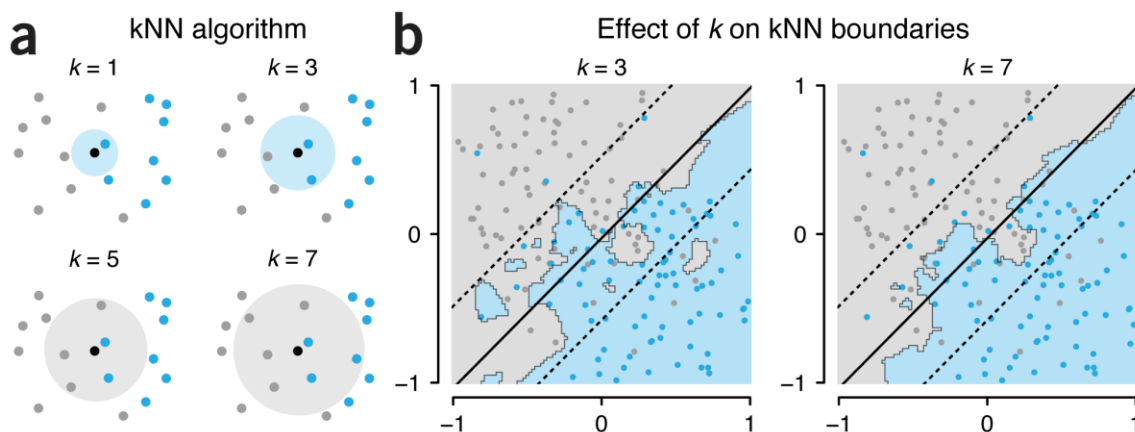 a
kNN algorithm
k = 1
k = 3
k = 5
k = 7
b
Effect of k on kNN boundaries
k = 3
k = 7
1
0
−1
−1
0
1
1
0
−1
−1
0
1